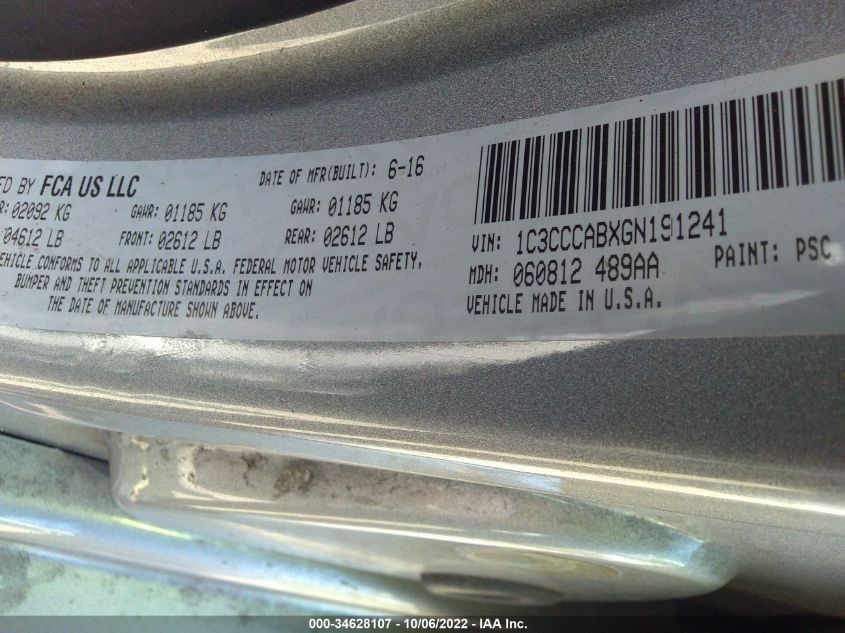 FD BY FCA US LLC
DATE OF MFR(BUILT): 6-16
R: 02092 KG GAWR: 01185 KG GAWR: 01185 KG
04612 LB FRONT: 02612 LB REAR: 02612 LB
EHICLE CONFORMS TO ALL APPLICABLE U.S.A. FEDERAL MOTOR VEHICLE SAFETY,
BUMPER AND THEFT PREVENTION STANDARDS IN EFFECT ON
THE DATE OF MANUFACTURE SHOWN ABOVE.
VIN: 1C3CCCABXGN191241
MDH: 060812 489AA PAINT: PSC
VEHICLE MADE IN U.S.A.
000-34628107 - 10/06/2022 - IAA Inc.